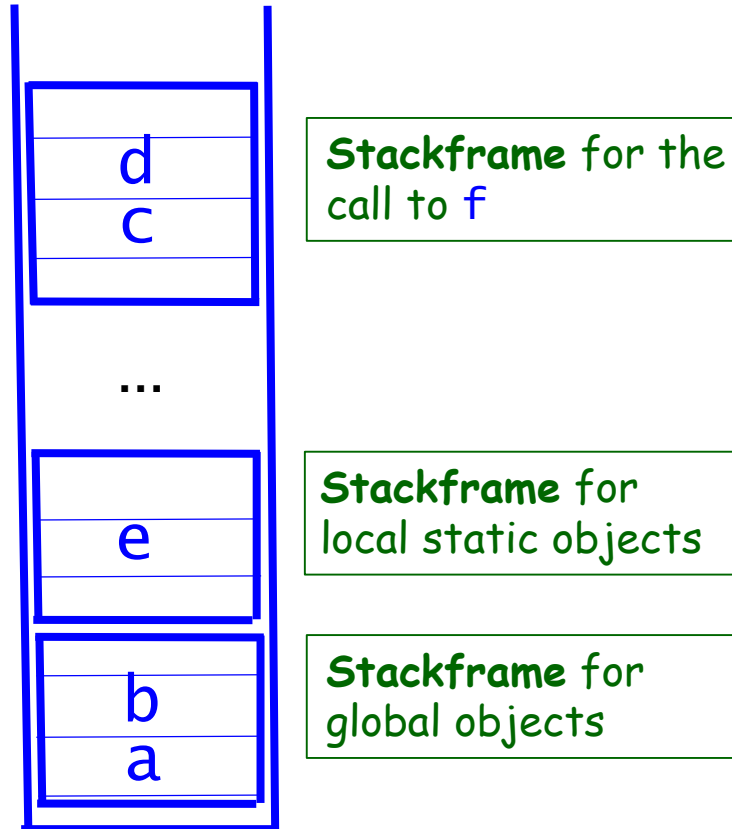 d
Stackframe for the
call to f
c
...
Stackframe for
local static objects
e
Stackframe for
global objects
b
a